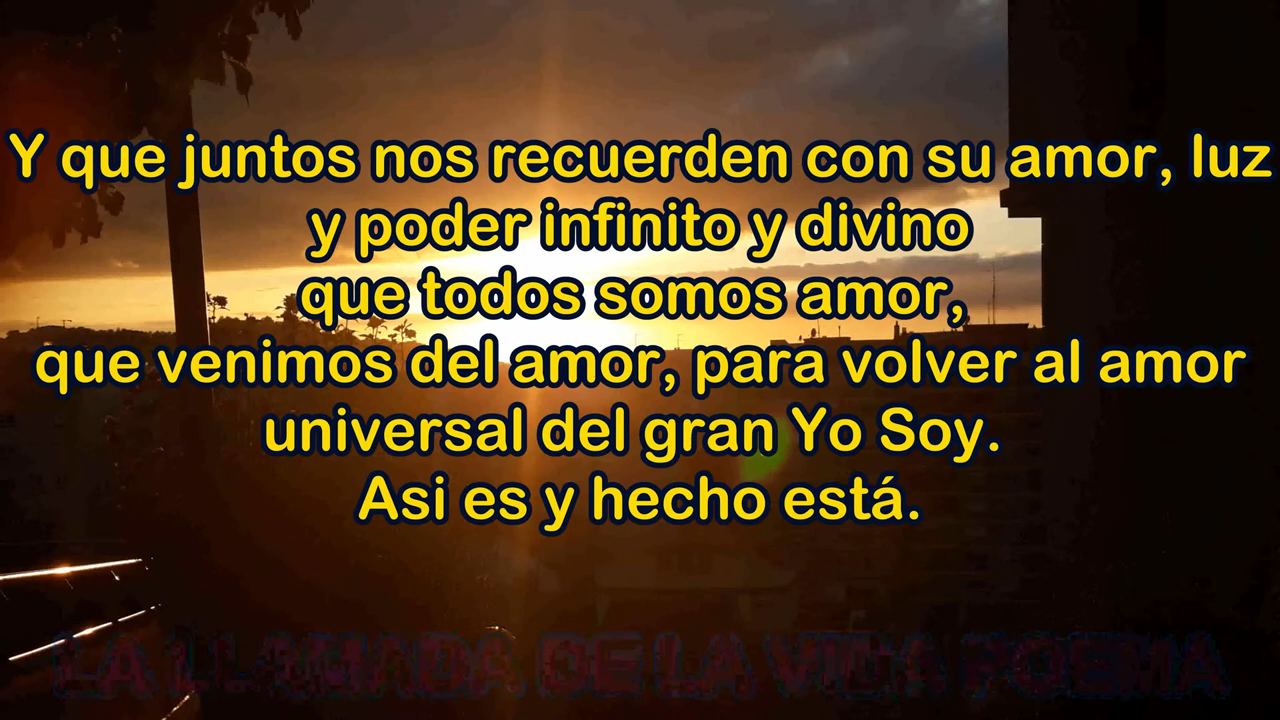 Y que juntos nos recuerden con su amor, luz
y poder infinito y divino
que todos somos amor,
que venimos del amor, para volver al amor
universal del gran Yo Soy.
Asi es y hecho está.
LA LLAMADA DE LA VIDA POEMA